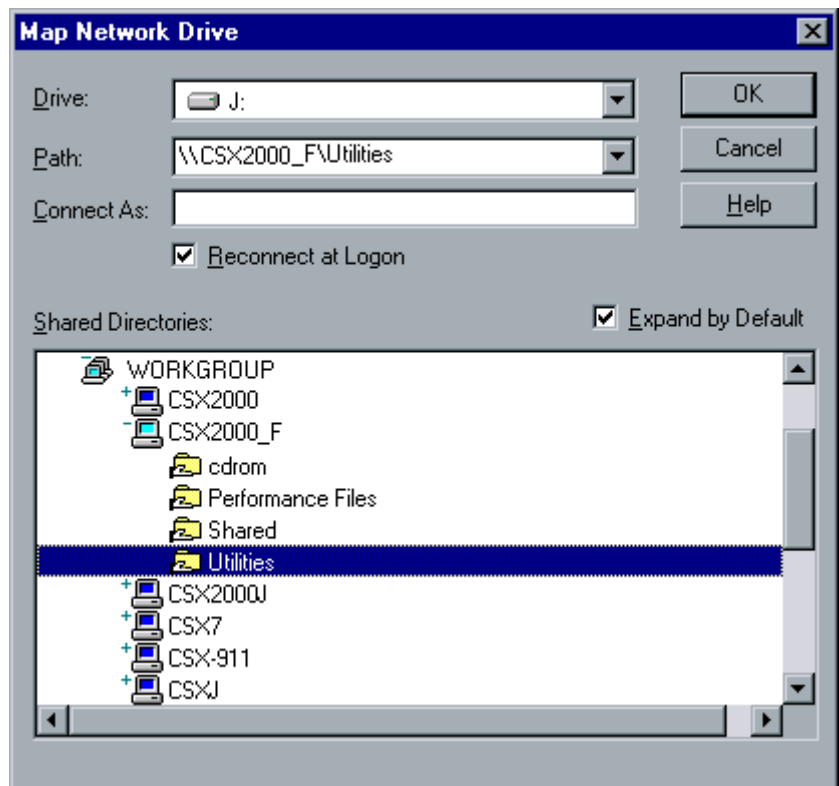 Map Network Drive
Drive: J: OK
Path: \\CSX2000_F\Utilities Cancel
Connect As: Help
Reconnect at Logon
Shared Directories: Expand by Default
WORKGROUP
CSX2000
CSX2000_F
cdrom
Performance Files
Shared
Utilities
CSX2000J
CSX7
CSX-911
CSXJ